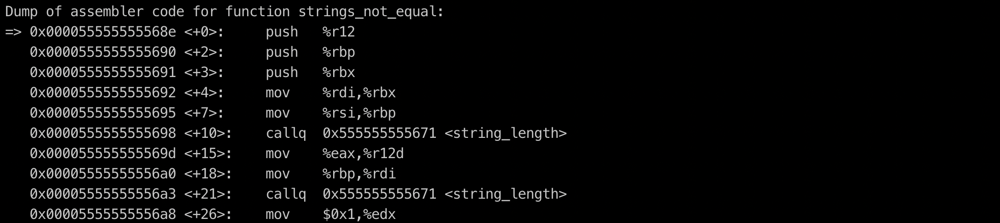 Dump of assembler code for function strings_not_equal:
=> 0x000055555555568e <+0>:     push   %r12
   0x0000555555555690 <+2>:     push   %rbp
   0x0000555555555691 <+3>:     push   %rbx
   0x0000555555555692 <+4>:     mov    %rdi,%rbx
   0x0000555555555695 <+7>:     mov    %rsi,%rbp
   0x0000555555555698 <+10>:    callq  0x555555555671 <string_length>
   0x000055555555569d <+15>:    mov    %eax,%r12d
   0x00005555555556a0 <+18>:    mov    %rbp,%rdi
   0x00005555555556a3 <+21>:    callq  0x555555555671 <string_length>
   0x00005555555556a8 <+26>:    mov    $0x1,%edx